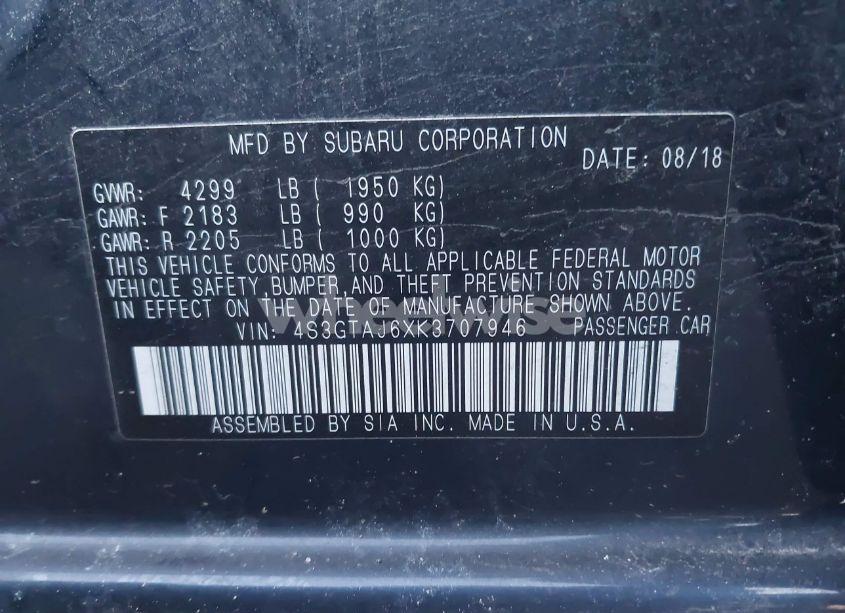 MFD BY SUBARU CORPORATION
DATE: 08/18
GVWR: 4299 LB ( 1950 KG)
GAWR: F 2183 LB ( 990 KG)
GAWR: R 2205 LB ( 1000 KG)
THIS VEHICLE CONFORMS TO ALL APPLICABLE FEDERAL MOTOR
VEHICLE SAFETY,BUMPER,AND THEFT PREVENTION STANDARDS
IN EFFECT ON THE DATE OF MANUFACTURE SHOWN ABOVE.
VIN: 4S3GTAJ6XK3707946 PASSENGER CAR
ASSEMBLED BY SIA INC. MADE IN U.S.A.